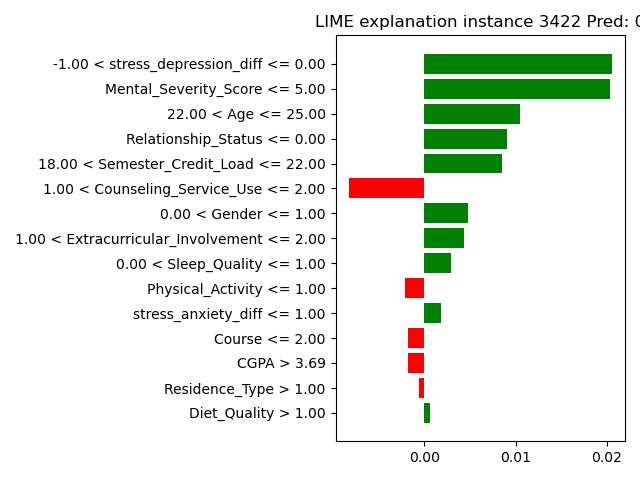 LIME explanation instance 3422 Pred: 0
-1.00 < stress_depression_diff <= 0.00
Mental_Severity_Score <= 5.00
22.00 < Age <= 25.00
Relationship_Status <= 0.00
18.00 < Semester_Credit_Load <= 22.00
1.00 < Counseling_Service_Use <= 2.00
0.00 < Gender <= 1.00
1.00 < Extracurricular_Involvement <= 2.00
0.00 < Sleep_Quality <= 1.00
Physical_Activity <= 1.00
stress_anxiety_diff <= 1.00
Course <= 2.00
CGPA > 3.69
Residence_Type > 1.00
Diet_Quality > 1.00
0.00 0.01 0.02